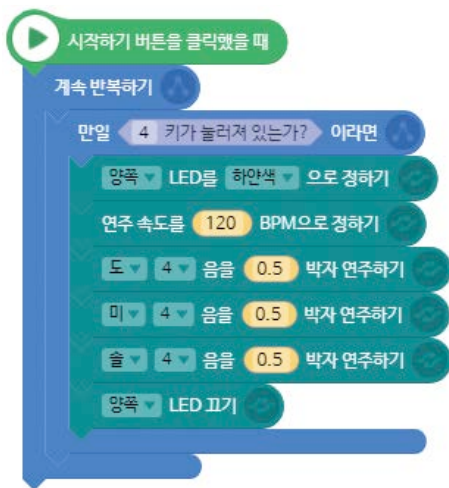 시작하기 버튼을 클릭했을 때
계속 반복하기
만일 4 키가 눌러져 있는가? 이라면
양쪽 LED를 하얀색 으로 정하기
연주 속도를 120 BPM으로 정하기
도 4 음을 0.5 박자 연주하기
미 4 음을 0.5 박자 연주하기
솔 4 음을 0.5 박자 연주하기
양쪽 LED 끄기